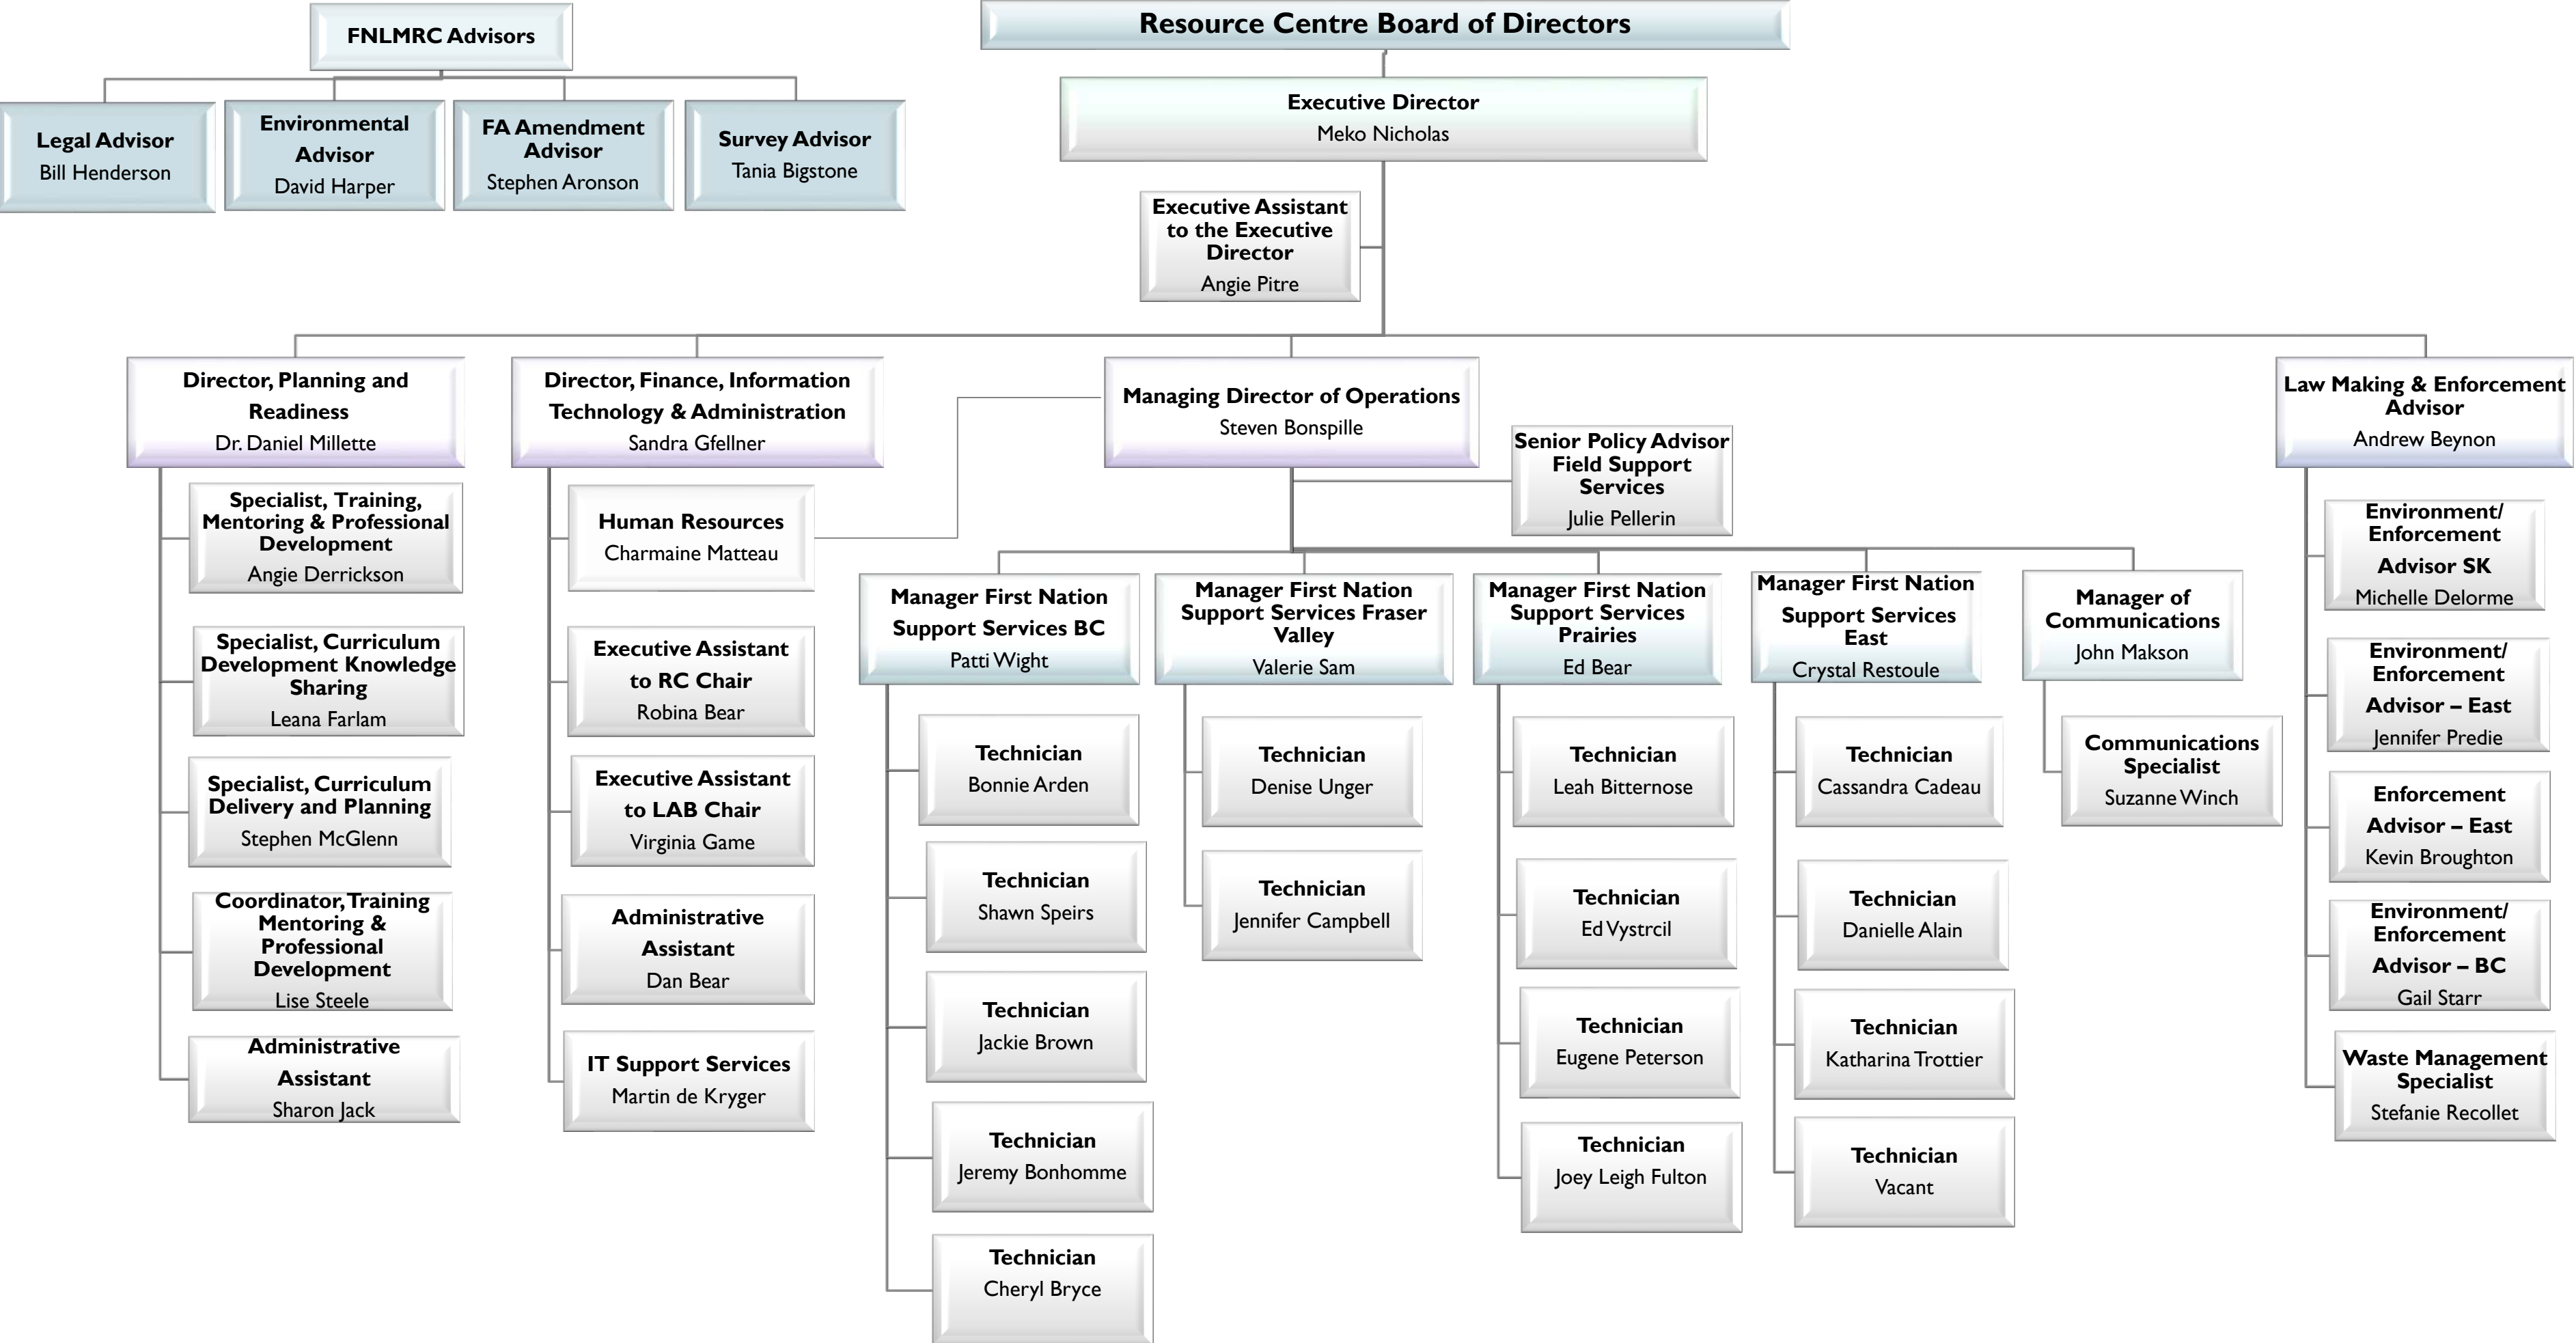 FNLMRC Advisors
Legal Advisor
Bill Henderson
Environmental
Advisor
David Harper
FA Amendment
Advisor
Stephen Aronson
Survey Advisor
Tania Bigstone
Resource Centre Board of Directors
Executive Director
Meko Nicholas
Executive Assistant
to the Executive
Director
Angie Pitre
Director, Planning and
Readiness
Dr. Daniel Millette
Specialist, Training,
Mentoring & Professional
Development
Angie Derrickson
Specialist, Curriculum
Development Knowledge
Sharing
Leana Farlam
Specialist, Curriculum
Delivery and Planning
Stephen McGlenn
Coordinator, Training
Mentoring &
Professional
Development
Lise Steele
Administrative
Assistant
Sharon Jack
Director, Finance, Information
Technology & Administration
Sandra Gfellner
Human Resources
Charmaine Matteau
Executive Assistant
to RC Chair
Robina Bear
Executive Assistant
to LAB Chair
Virginia Game
Administrative
Assistant
Dan Bear
IT Support Services
Martin de Kryger
Managing Director of Operations
Steven Bonspille
Senior Policy Advisor
Field Support
Services
Julie Pellerin
Manager First Nation
Support Services BC
Patti Wight
Technician
Bonnie Arden
Technician
Shawn Speirs
Technician
Jackie Brown
Technician
Jeremy Bonhomme
Technician
Cheryl Bryce
Manager First Nation
Support Services Fraser
Valley
Valerie Sam
Technician
Denise Unger
Technician
Jennifer Campbell
Manager First Nation
Support Services
Prairies
Ed Bear
Technician
Leah Bitternose
Technician
Ed Vystrcil
Technician
Eugene Peterson
Technician
Joey Leigh Fulton
Manager First Nation
Support Services
East
Crystal Restoule
Technician
Cassandra Cadeau
Technician
Danielle Alain
Technician
Katharina Trottier
Technician
Vacant
Manager of
Communications
John Makson
Communications
Specialist
Suzanne Winch
Law Making & Enforcement
Advisor
Andrew Beynon
Environment/
Enforcement
Advisor SK
Michelle Delorme
Environment/
Enforcement
Advisor – East
Jennifer Predie
Enforcement
Advisor – East
Kevin Broughton
Environment/
Enforcement
Advisor – BC
Gail Starr
Waste Management
Specialist
Stefanie Recollet